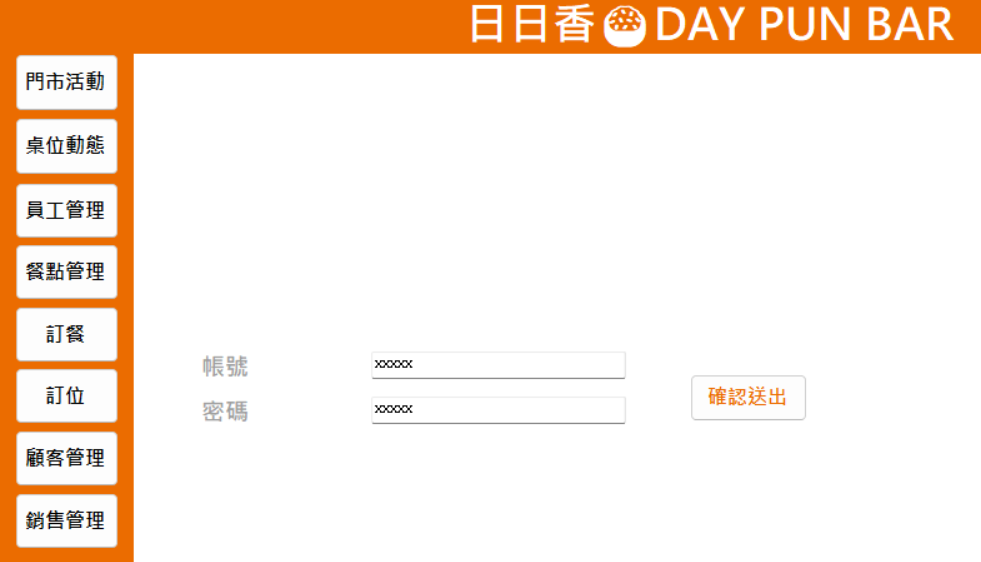 日日香 DAY PUN BAR
門市活動
桌位動態
員工管理
餐點管理
訂餐
訂位
顧客管理
銷售管理
帳號 xxxxx
密碼 xxxxx
確認送出